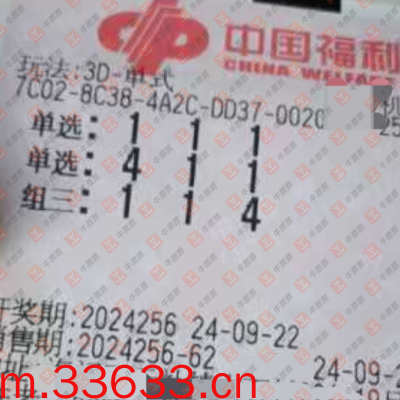 中国福利
CHINA WELFA
玩法:3D-单式
7C02-8C38-4A2C-DD37-002C
25
单选: 1 1 1
单选: 4 1 1
组三: 1 1 4
开奖期:2024256 24-09-22
销售期:2024256-62 24-09-2
m.33633.cn